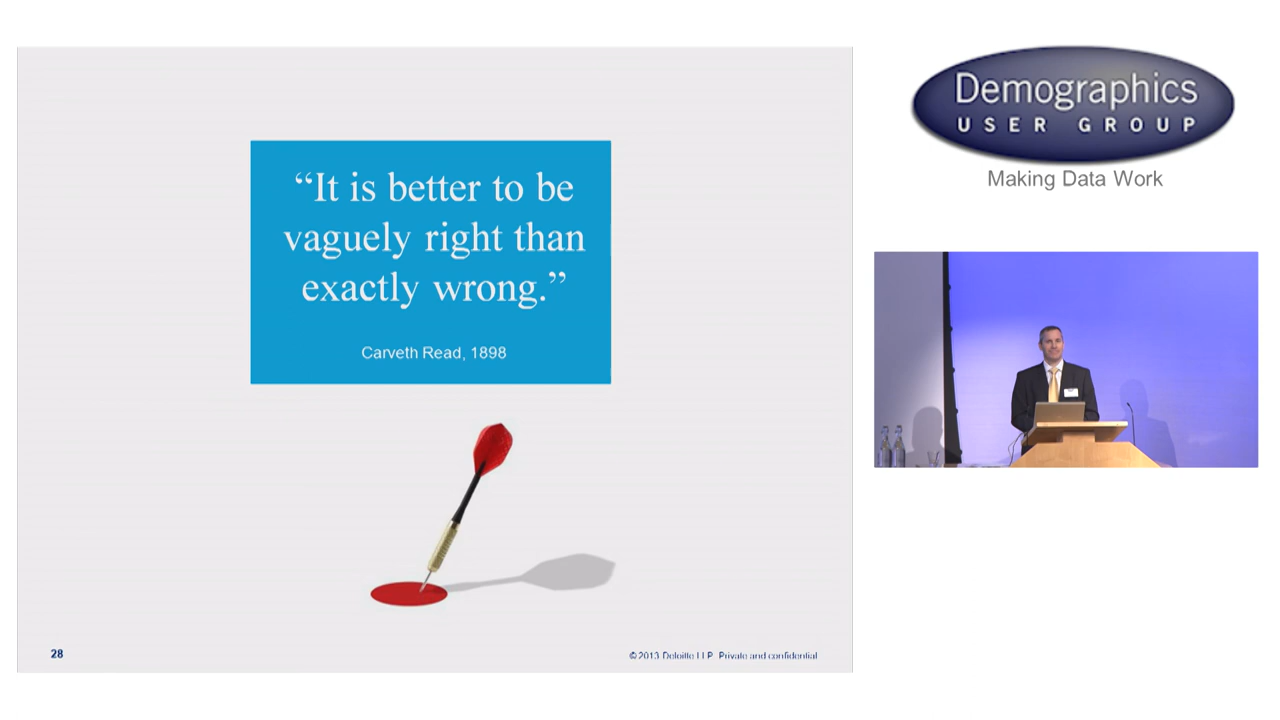 “It is better to be
vaguely right than
exactly wrong.”
Carveth Read, 1898
28
© 2013 Deloitte LLP. Private and confidential
Demographics
USER GROUP
Making Data Work